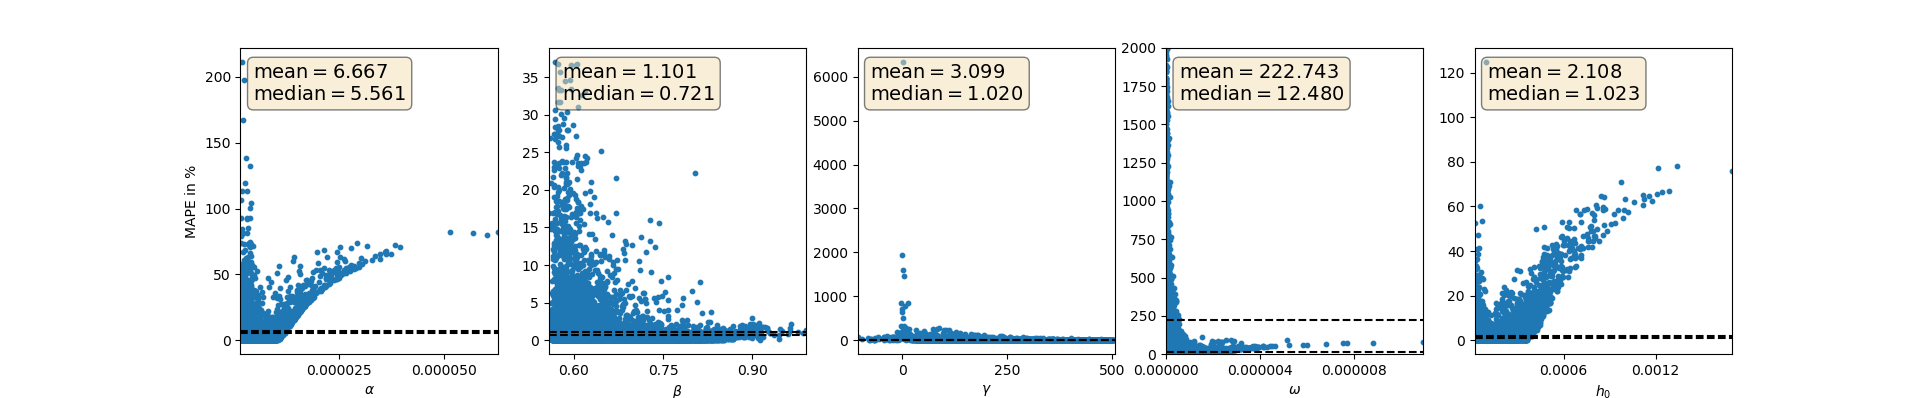 MAPE in %
200
150
100
50
0
mean = 6.667
median = 5.561
0.000025 0.000050
α
35
30
25
20
15
10
5
0
mean = 1.101
median = 0.721
0.60 0.75 0.90
β
6000
5000
4000
3000
2000
1000
0
mean = 3.099
median = 1.020
0 250 500
γ
2000
1750
1500
1250
1000
750
500
250
0
mean = 222.743
median = 12.480
0.000000 0.000004 0.000008
ω
120
100
80
60
40
20
0
mean = 2.108
median = 1.023
0.0006 0.0012
h₀